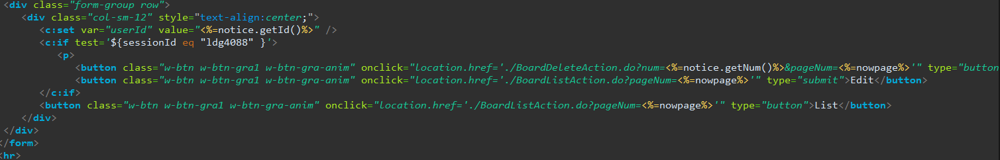 <div class="form-group row">
<div class="col-sm-12" style="text-align:center;">
<c:set var="userId" value="<%=notice.getId()%>" />
<c:if test='${sessionId eq "ldg4088" }'>
<p>
<button class="w-btn w-btn-gra1 w-btn-gra-anim" onclick="location.href='./BoardDeleteAction.do?num=<%=notice.getNum()%>&pageNum=<%=nowpage%>'" type="button
<button class="w-btn w-btn-gra1 w-btn-gra-anim" onclick="location.href='./BoardListAction.do?pageNum=<%=nowpage%>'" type="submit">Edit</button>
</c:if>
<button class="w-btn w-btn-gra1 w-btn-gra-anim" onclick="location.href='./BoardListAction.do?pageNum=<%=nowpage%>'" type="button">List</button>
</div>
</div>
</form>
<hr>